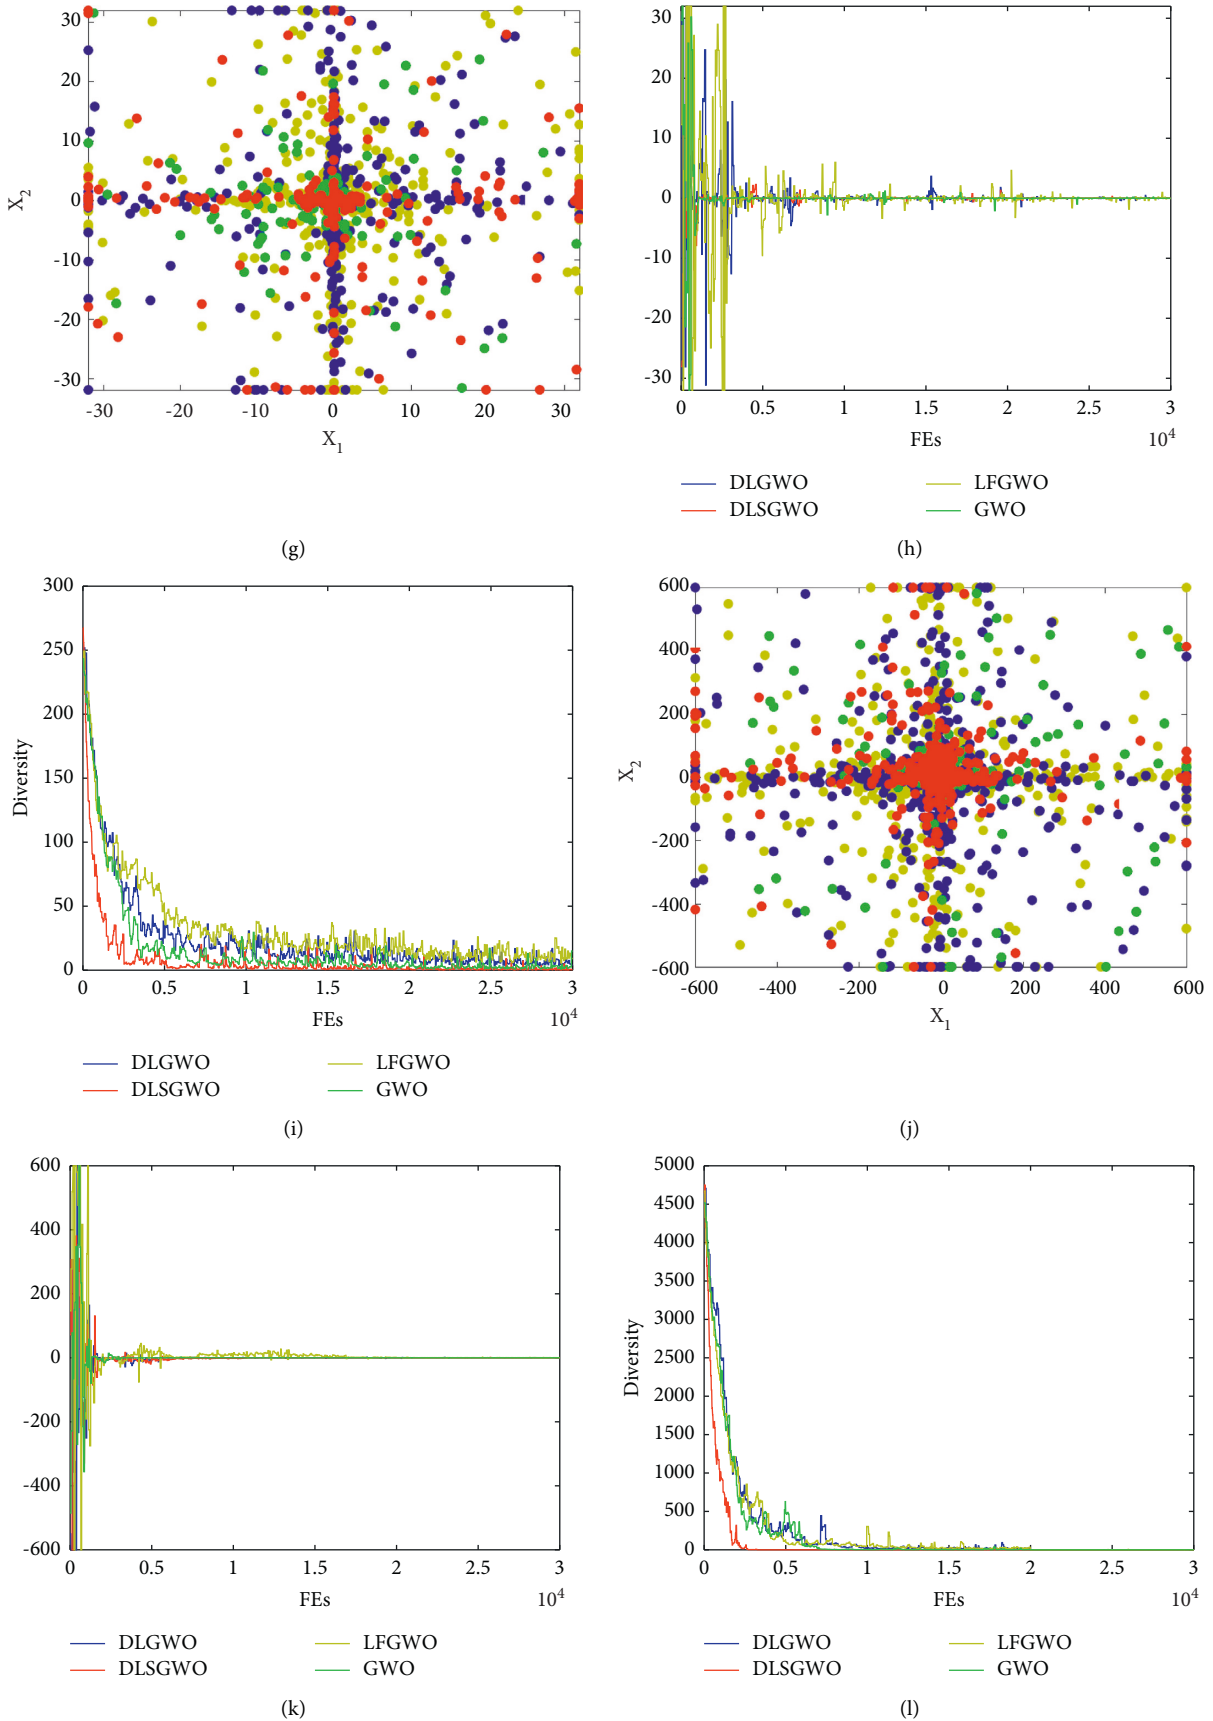 30
20
10
0
-10
-20
-30
X2
-30 -20 -10 0 10 20 30
X1
(g)
30
20
10
0
-10
-20
-30
0 0.5 1 1.5 2 2.5 3
FEs 10^4
DLGWO LFGWO
DLSGWO GWO
(h)
300
250
200
150
100
50
0
Diversity
0 0.5 1 1.5 2 2.5 3
FEs 10^4
DLGWO LFGWO
DLSGWO GWO
(i)
600
400
200
0
-200
-400
-600
X2
-600 -400 -200 0 200 400 600
X1
(j)
600
400
200
0
-200
-400
-600
0 0.5 1 1.5 2 2.5 3
FEs 10^4
DLGWO LFGWO
DLSGWO GWO
(k)
5000
4500
4000
3500
3000
2500
2000
1500
1000
500
0
Diversity
0 0.5 1 1.5 2 2.5 3
FEs 10^4
DLGWO LFGWO
DLSGWO GWO
(l)